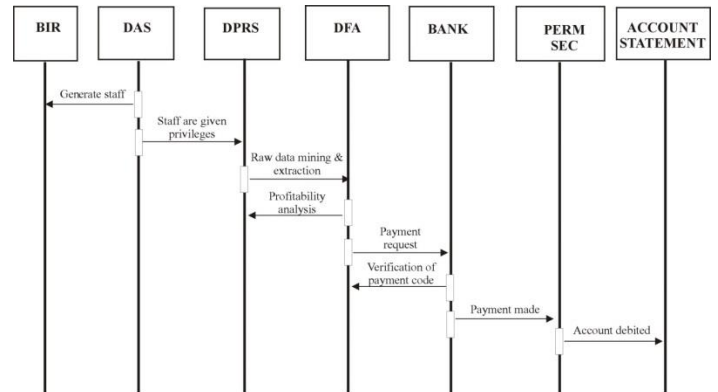 BIR
DAS
DPRS
DFA
BANK
PERM
SEC
ACCOUNT
STATEMENT
Generate staff
Staff are given
privileges
Raw data mining &
extraction
Profitability
analysis
Payment
request
Verification of
payment code
Payment made
Account debited